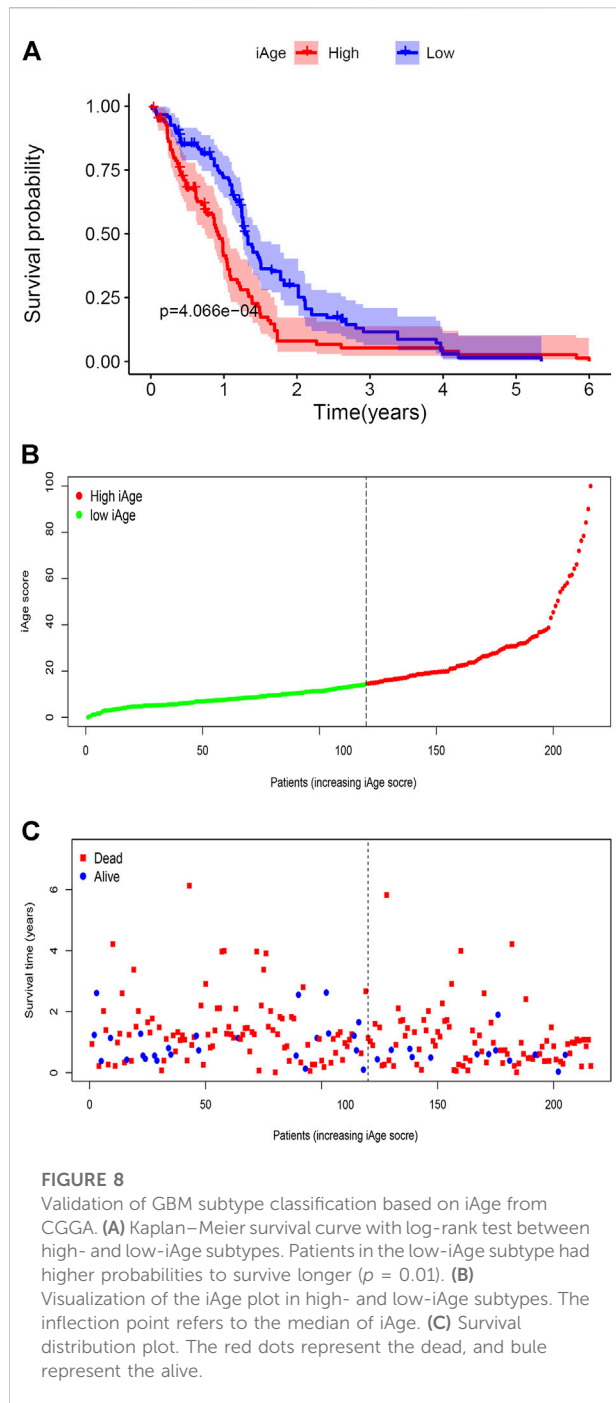 A
iAge High Low
Survival probability
1.00
0.75
0.50
0.25
0.00
p=4.066e−04
0 1 2 3 4 5 6
Time(years)
B
High iAge
low iAge
iAge score
100
80
60
40
20
0
50 100 150 200
Patients (increasing iAge socre)
C
Dead
Alive
Survival time (years)
6
4
2
0
0 50 100 150 200
Patients (increasing iAge socre)
FIGURE 8
Validation of GBM subtype classification based on iAge from
CGGA. (A) Kaplan–Meier survival curve with log-rank test between
high- and low-iAge subtypes. Patients in the low-iAge subtype had
higher probabilities to survive longer (p = 0.01). (B)
Visualization of the iAge plot in high- and low-iAge subtypes. The
inflection point refers to the median of iAge. (C) Survival
distribution plot. The red dots represent the dead, and bule
represent the alive.